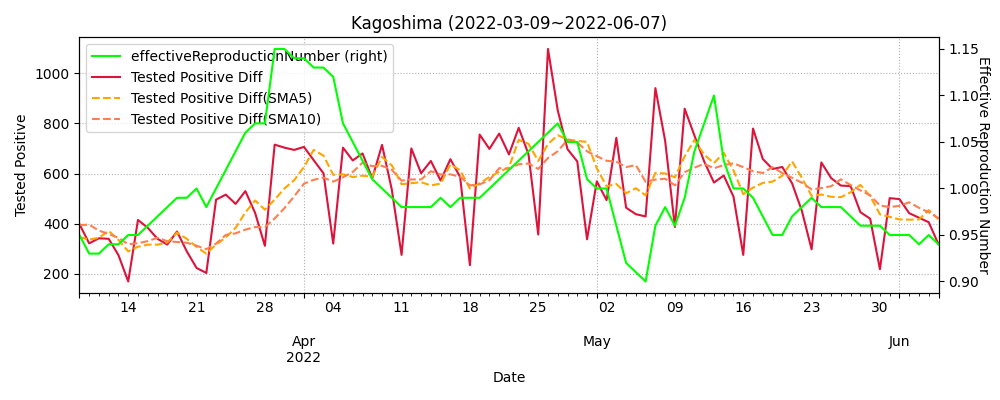 Kagoshima (2022-03-09~2022-06-07)
effectiveReproductionNumber (right)
Tested Positive Diff
Tested Positive Diff(SMA5)
Tested Positive Diff(SMA10)
Tested Positive
1000
800
600
400
200
1.15
1.10
1.05
1.00
0.95
0.90
Effective Reproduction Number
14 21 28 04 11 18 25 02 09 16 23 30
Apr May Jun
2022
Date